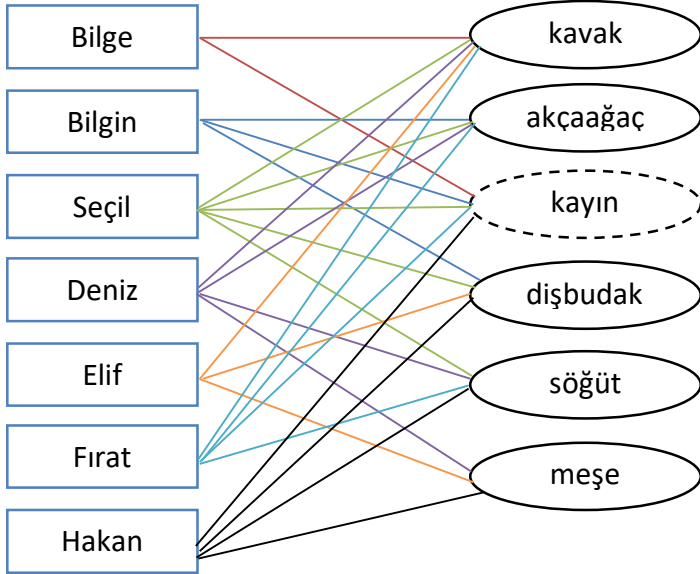 Bilge
kavak
Bilgin
akçaağaç
Seçil
kayın
Deniz
dişbudak
Elif
söğüt
Fırat
meşe
Hakan